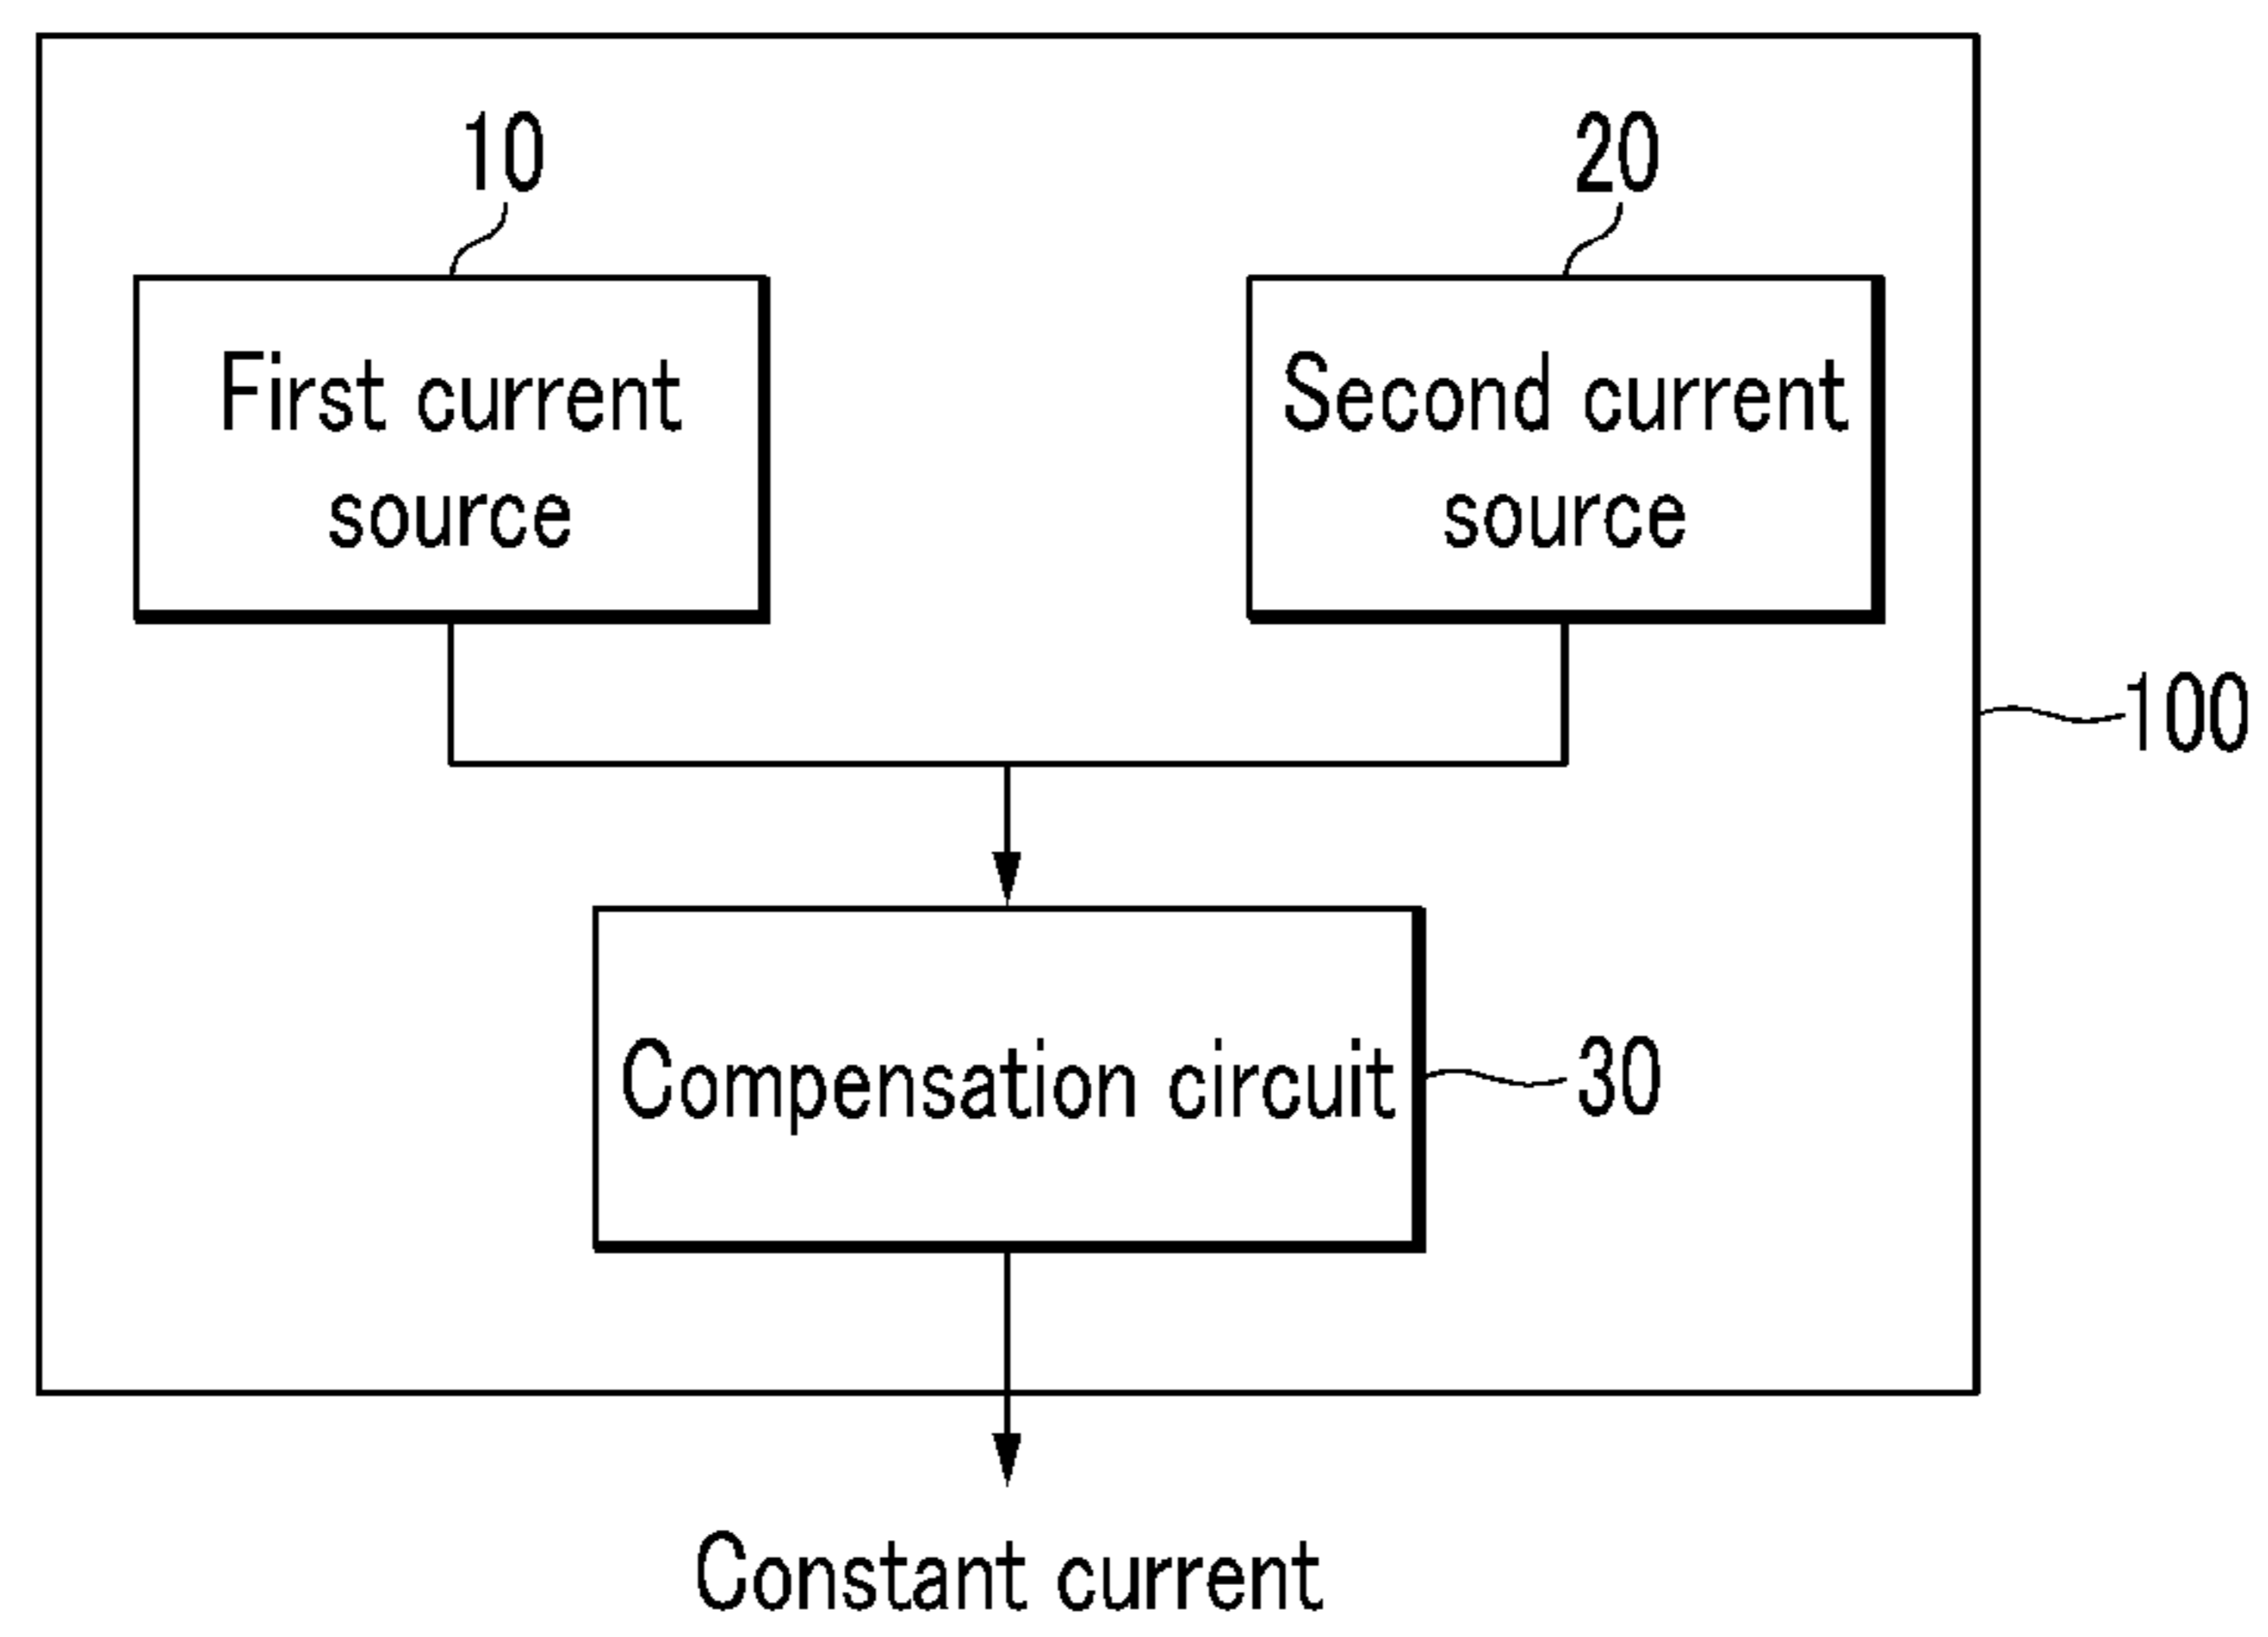 10
20
First current
source
Second current
source
100
Compensation circuit
30
Constant current